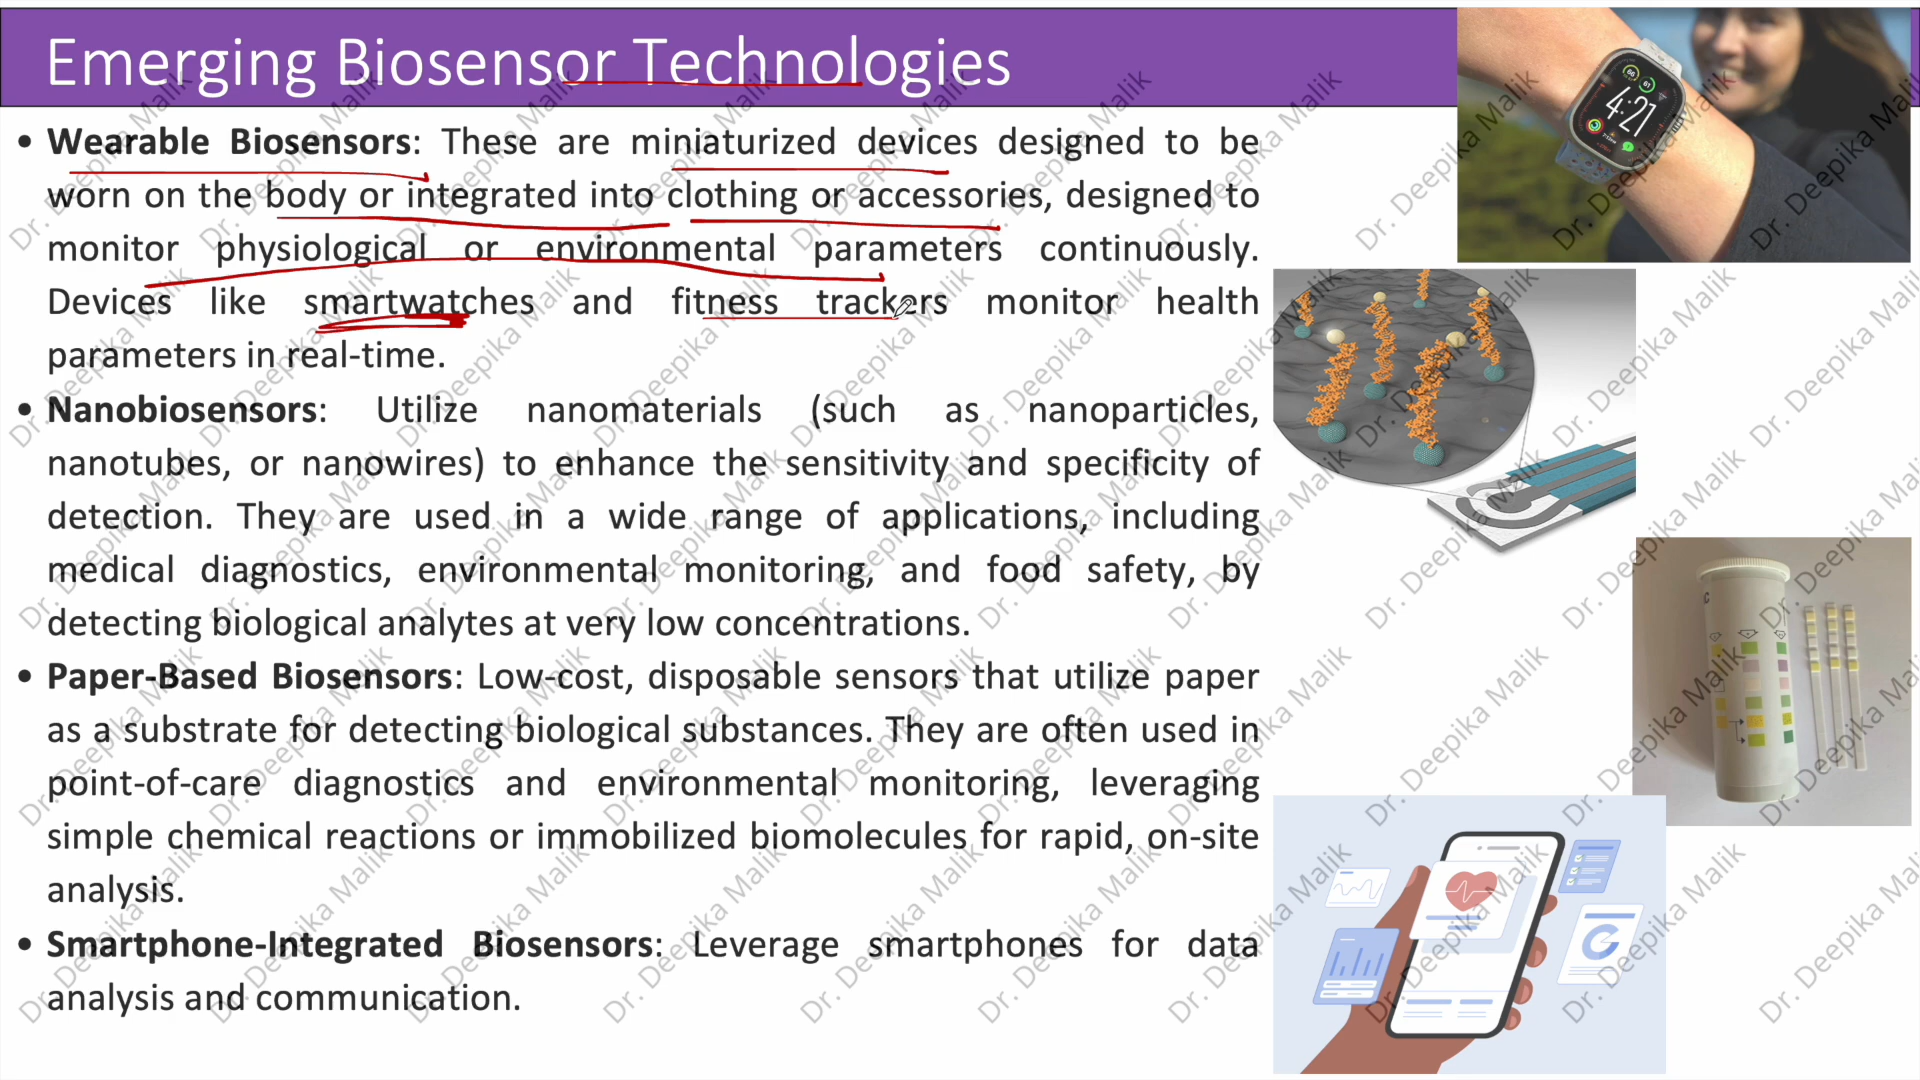 Emerging Biosensor Technologies
• Wearable Biosensors: These are miniaturized devices designed to be
worn on the body or integrated into clothing or accessories, designed to
monitor physiological or environmental parameters continuously.
Devices like smartwatches and fitness trackers monitor health
parameters in real-time.
• Nanobiosensors: Utilize nanomaterials (such as nanoparticles,
nanotubes, or nanowires) to enhance the sensitivity and specificity of
detection. They are used in a wide range of applications, including
medical diagnostics, environmental monitoring, and food safety, by
detecting biological analytes at very low concentrations.
• Paper-Based Biosensors: Low-cost, disposable sensors that utilize paper
as a substrate for detecting biological substances. They are often used in
point-of-care diagnostics and environmental monitoring, leveraging
simple chemical reactions or immobilized biomolecules for rapid, on-site
analysis.
• Smartphone-Integrated Biosensors: Leverage smartphones for data
analysis and communication.
4:21
Dr. Deepika Malik